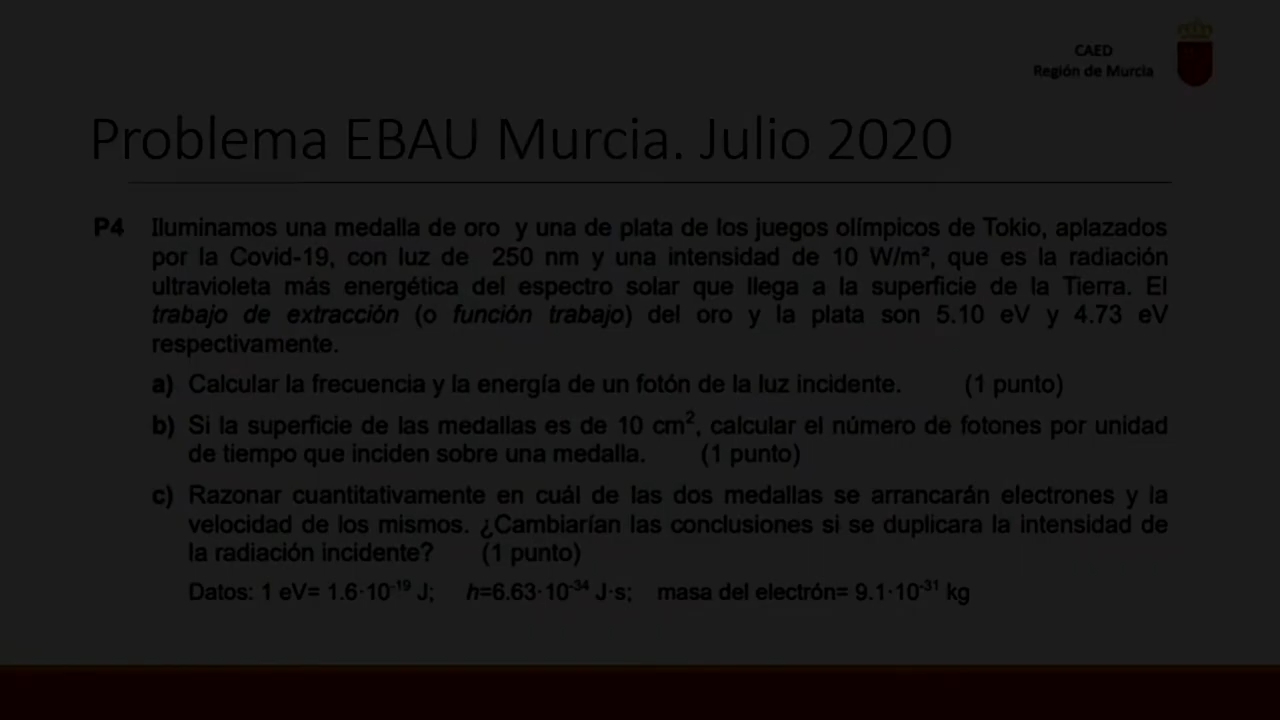 CAED
Región de Murcia
Problema EBAU Murcia. Julio 2020
P4 Iluminamos una medalla de oro y una de plata de los juegos olímpicos de Tokio, aplazados
por la Covid-19, con luz de 250 nm y una intensidad de 10 W/m², que es la radiación
ultravioleta más energética del espectro solar que llega a la superficie de la Tierra. El
trabajo de extracción (o función trabajo) del oro y la plata son 5.10 eV y 4.73 eV
respectivamente.
a) Calcular la frecuencia y la energía de un fotón de la luz incidente. (1 punto)
b) Si la superficie de las medallas es de 10 cm², calcular el número de fotones por unidad
de tiempo que inciden sobre una medalla. (1 punto)
c) Razonar cuantitativamente en cuál de las dos medallas se arrancarán electrones y la
velocidad de los mismos. ¿Cambiarían las conclusiones si se duplicara la intensidad de
la radiación incidente? (1 punto)
Datos: 1 eV= 1.6·10⁻¹⁹ J; h=6.63·10⁻³⁴ J·s; masa del electrón= 9.1·10⁻³¹ kg